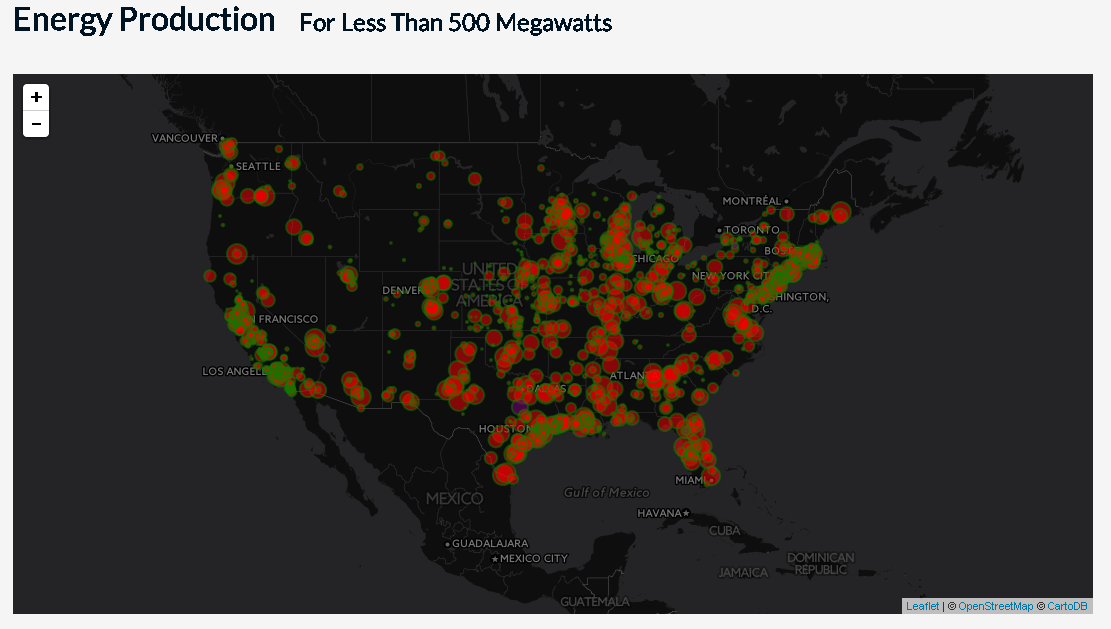 Energy Production For Less Than 500 Megawatts
+
−
VANCOUVER
SEATTLE
MONTRÉAL
TORONTO
BOS
CHICAGO
NEW YORK CIT
UNITED
STATES OF
AMERICA
DENVER
HINGTON,
D.C.
FRANCISCO
LOS ANGELE
ATLAN
DALLAS
HOUSTON
MIAMI
Gulf of Mexico
MEXICO
HAVANA
CUBA
GUADALAJARA
MEXICO CITY
DOMINICAN
REPUBLIC
JAMAICA
GUATEMALA
Leaflet | © OpenStreetMap © CartoDB